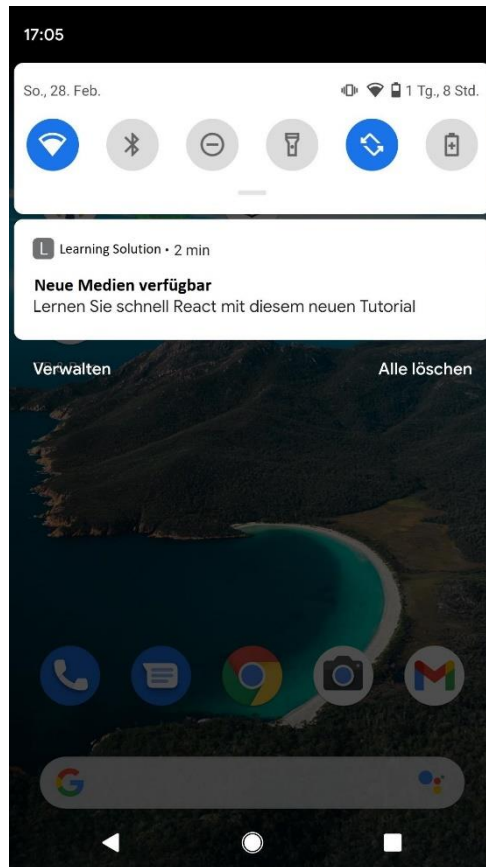 17:05
So., 28. Feb.
1 Tg., 8 Std.
L Learning Solution • 2 min
Neue Medien verfügbar
Lernen Sie schnell React mit diesem neuen Tutorial
Verwalten
Alle löschen